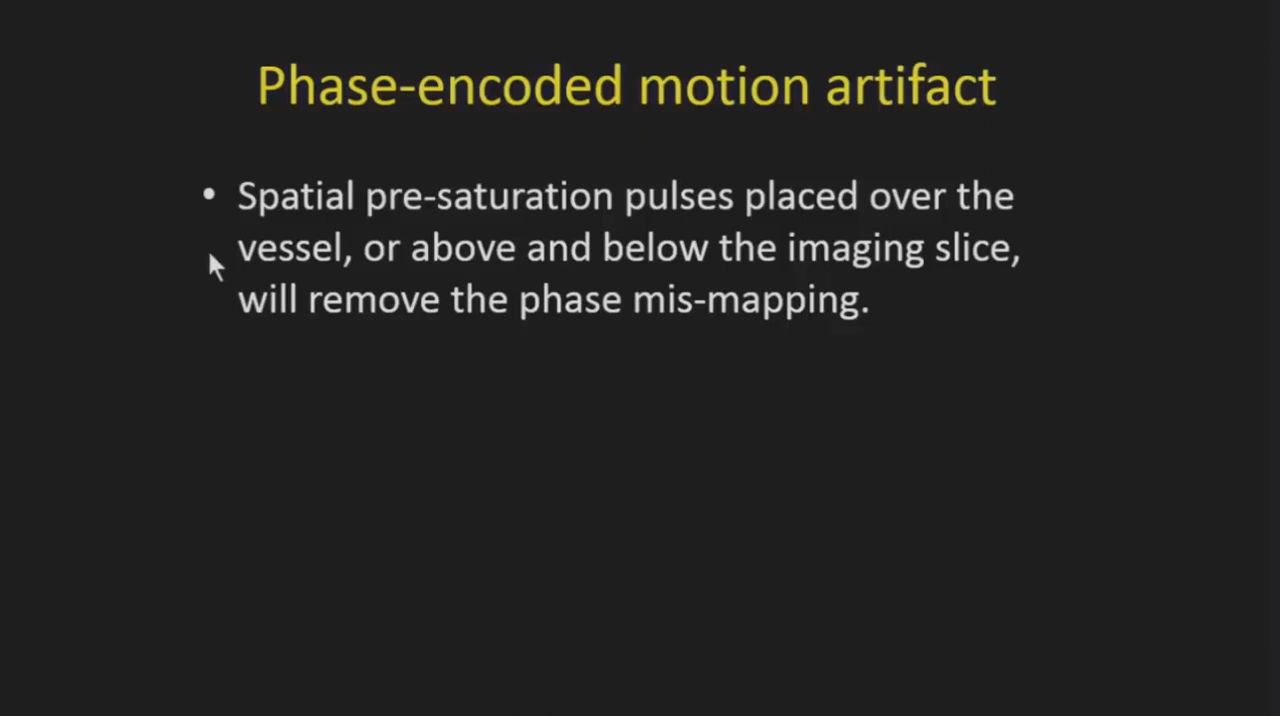 Phase-encoded motion artifact
• Spatial pre-saturation pulses placed over the
vessel, or above and below the imaging slice,
will remove the phase mis-mapping.